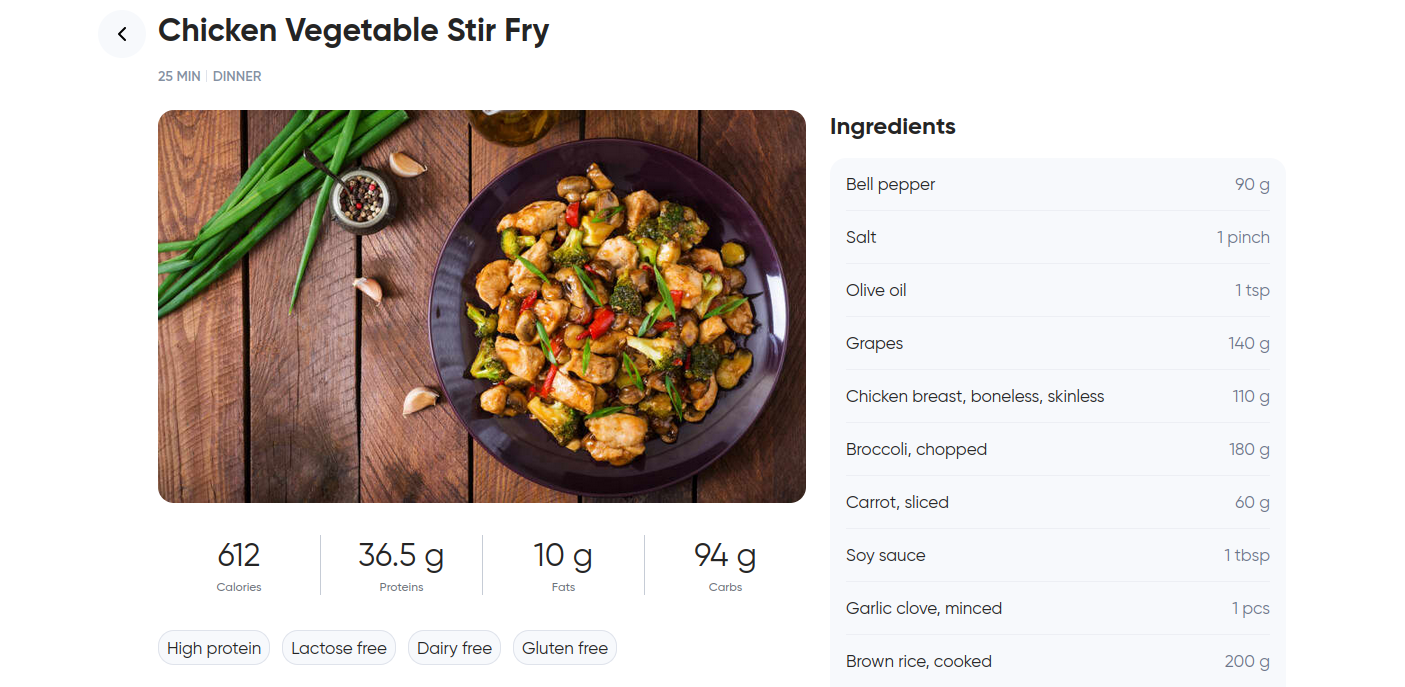 Chicken Vegetable Stir Fry
25 MIN | DINNER
612
Calories
36.5 g
Proteins
10 g
Fats
94 g
Carbs
High protein
Lactose free
Dairy free
Gluten free
Ingredients
Bell pepper 90 g
Salt 1 pinch
Olive oil 1 tsp
Grapes 140 g
Chicken breast, boneless, skinless 110 g
Broccoli, chopped 180 g
Carrot, sliced 60 g
Soy sauce 1 tbsp
Garlic clove, minced 1 pcs
Brown rice, cooked 200 g